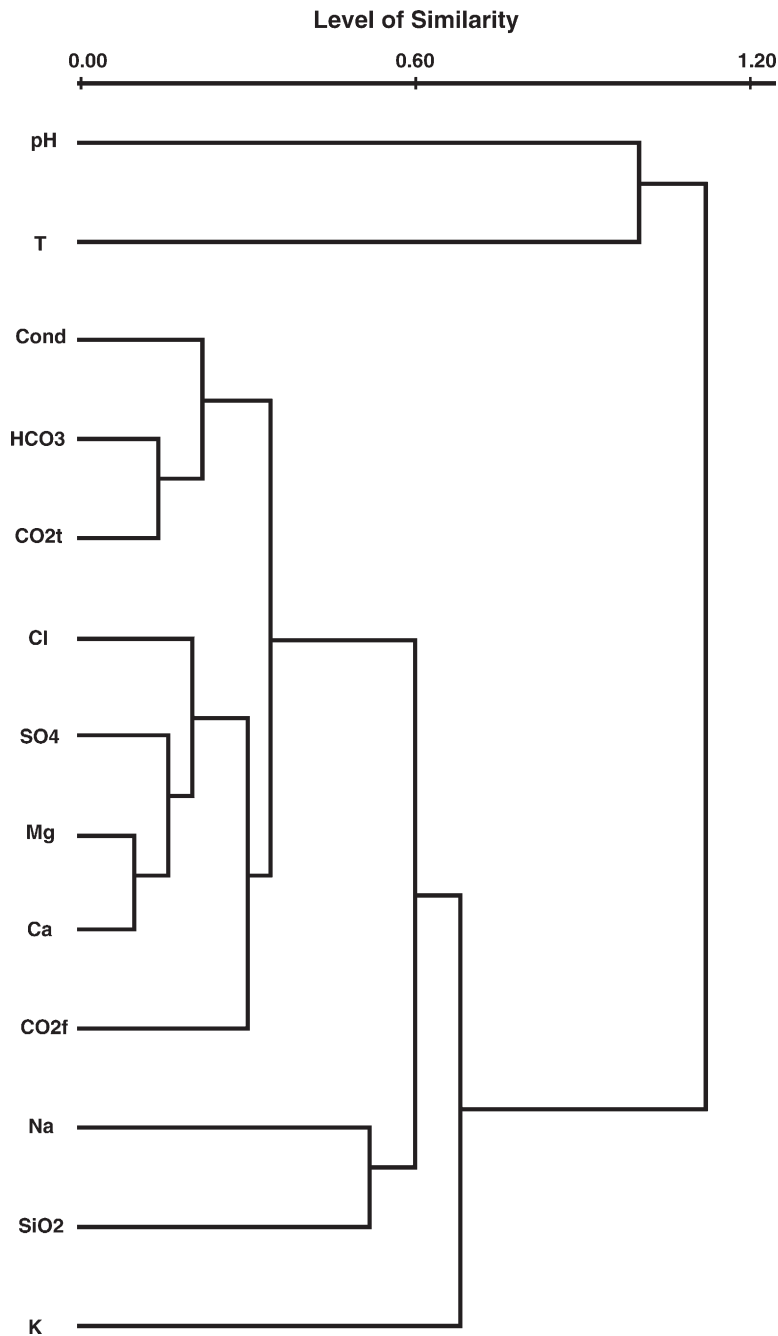 Level of Similarity
0.00 0.60 1.20
pH
T
Cond
HCO3
CO2t
Cl
SO4
Mg
Ca
CO2f
Na
SiO2
K